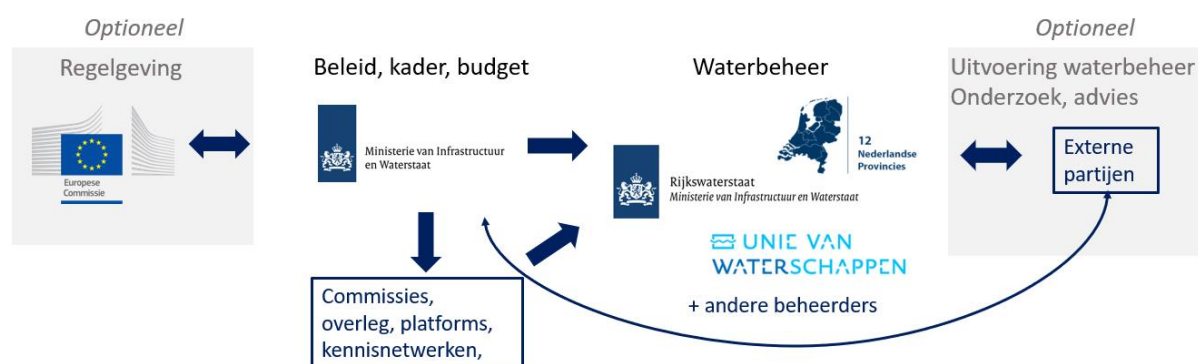 Optioneel
Regelgeving
Europese
Commissie
Beleid, kader, budget
Ministerie van Infrastructuur
en Waterstaat
Commissies,
overleg, platforms,
kennisnetwerken,
Waterbeheer
12
Nederlandse
Provincies
Rijkswaterstaat
Ministerie van Infrastructuur en Waterstaat
UNIE VAN
WATERSCHAPPEN
+ andere beheerders
Optioneel
Uitvoering waterbeheer
Onderzoek, advies
Externe
partijen